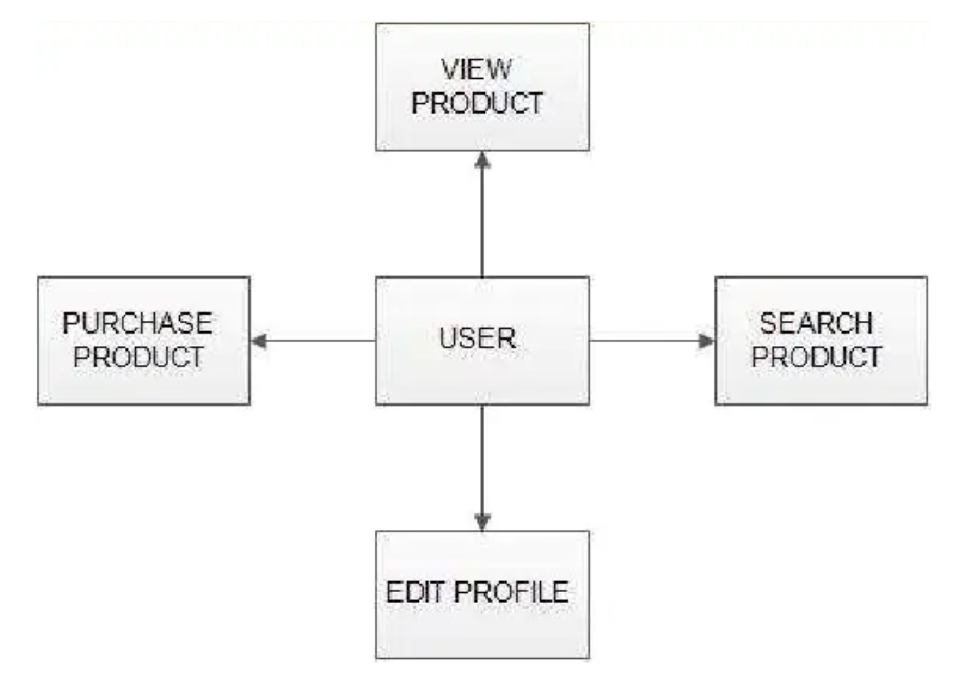 VIEW
PRODUCT
PURCHASE
PRODUCT
USER
SEARCH
PRODUCT
EDIT PROFILE